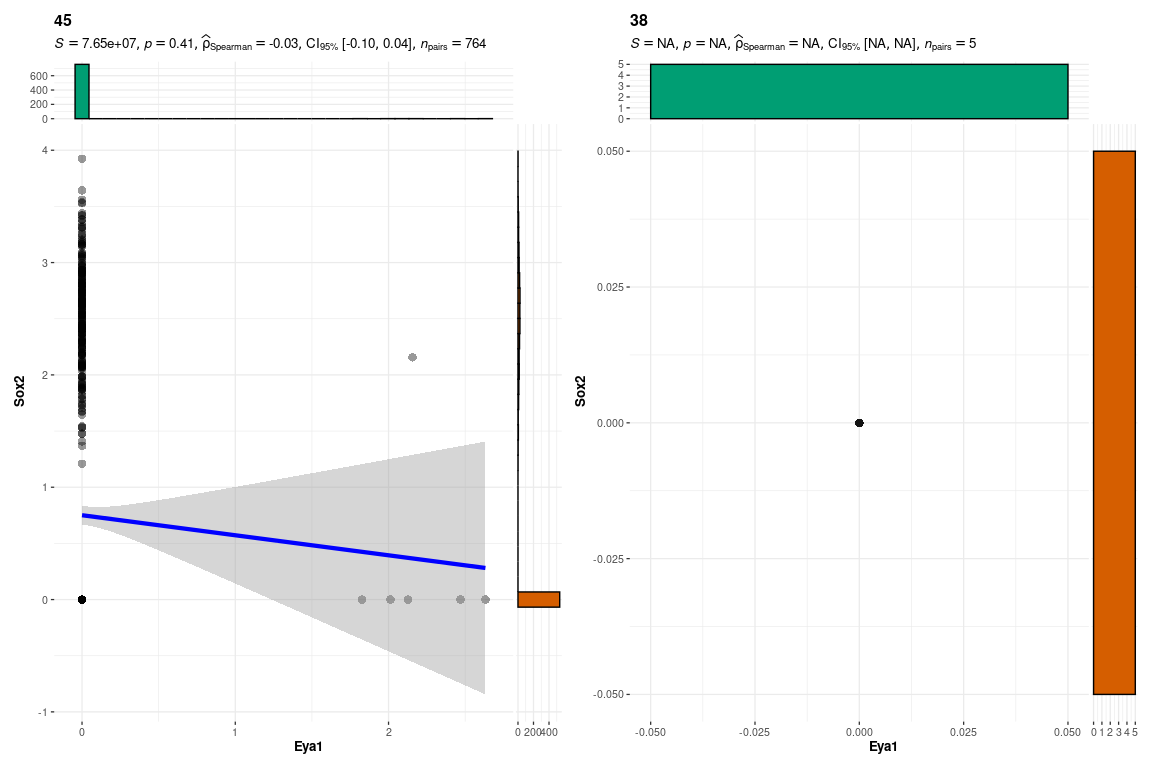 45
S = 7.65e+07, p = 0.41, ρ̂Spearman = -0.03, CI95% [-0.10, 0.04], npairs = 764
600
400
200
0
4
3
2
1
0
-1
Sox2
0 1 2
0 200 400
Eya1
38
S = NA, p = NA, ρ̂Spearman = NA, CI95% [NA, NA], npairs = 5
5
4
3
2
1
0
0.050
0.025
0.000
-0.025
-0.050
Sox2
-0.050 -0.025 0.000 0.025 0.050
0 1 2 3 4 5
Eya1